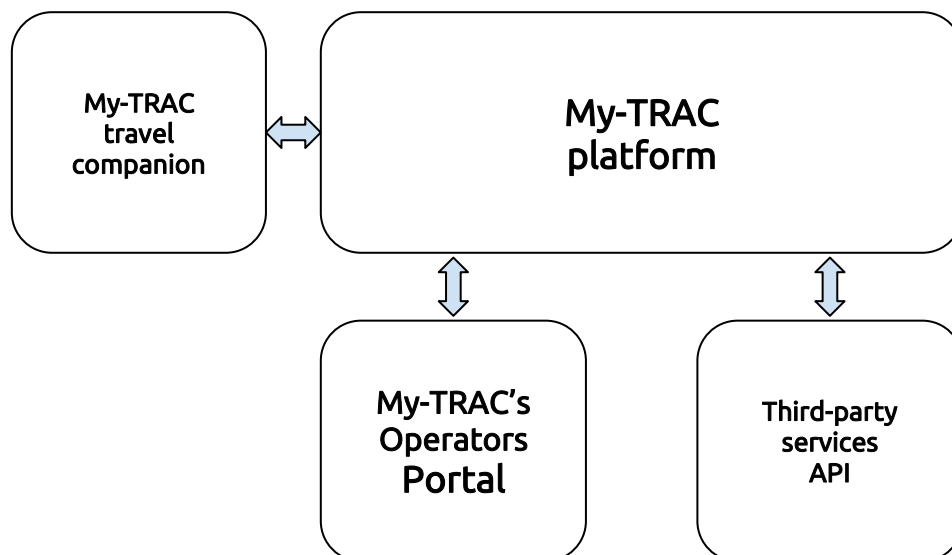 My-TRAC
travel
companion
My-TRAC
platform
My-TRAC’s
Operators
Portal
Third-party
services
API